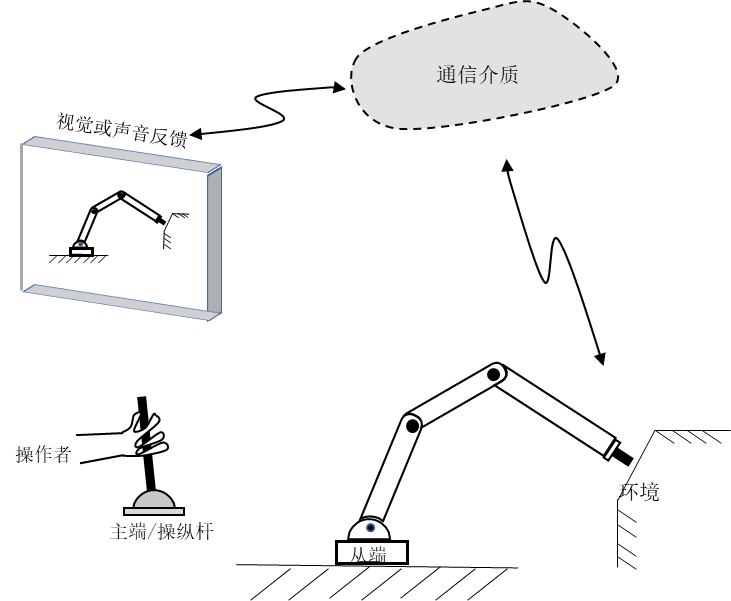 通信介质
视觉或声音反馈
操作者
环境
主端/操纵杆
从端